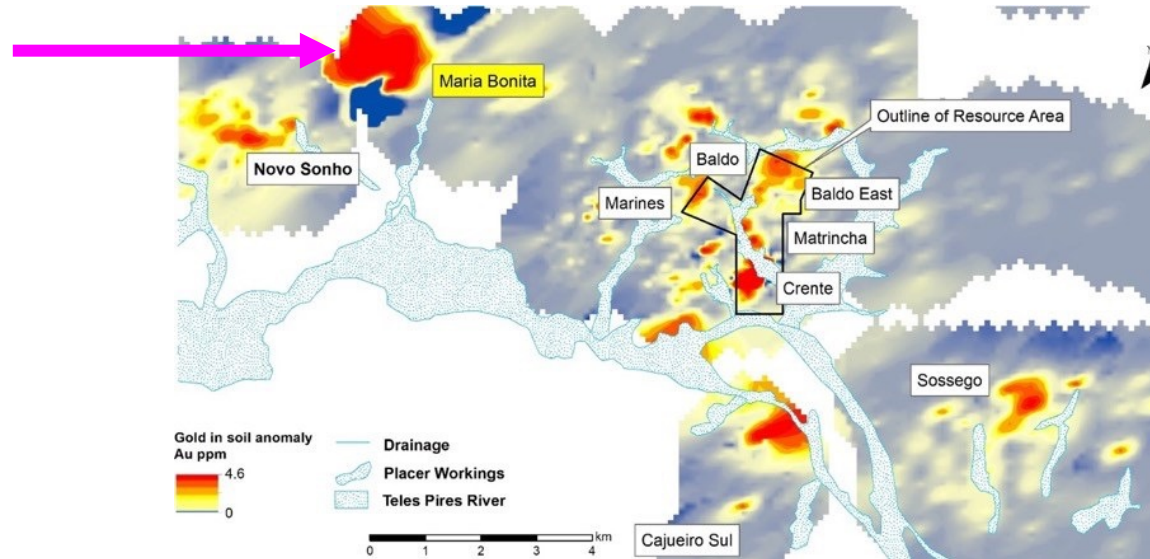 Maria Bonita
Outline of Resource Area
Baldo
Novo Sonho
Baldo East
Marines
Matrincha
Crente
Sossego
Gold in soil anomaly
Au ppm
4.6
0
Drainage
Placer Workings
Teles Pires River
km
0 1 2 3 4
Cajueiro Sul